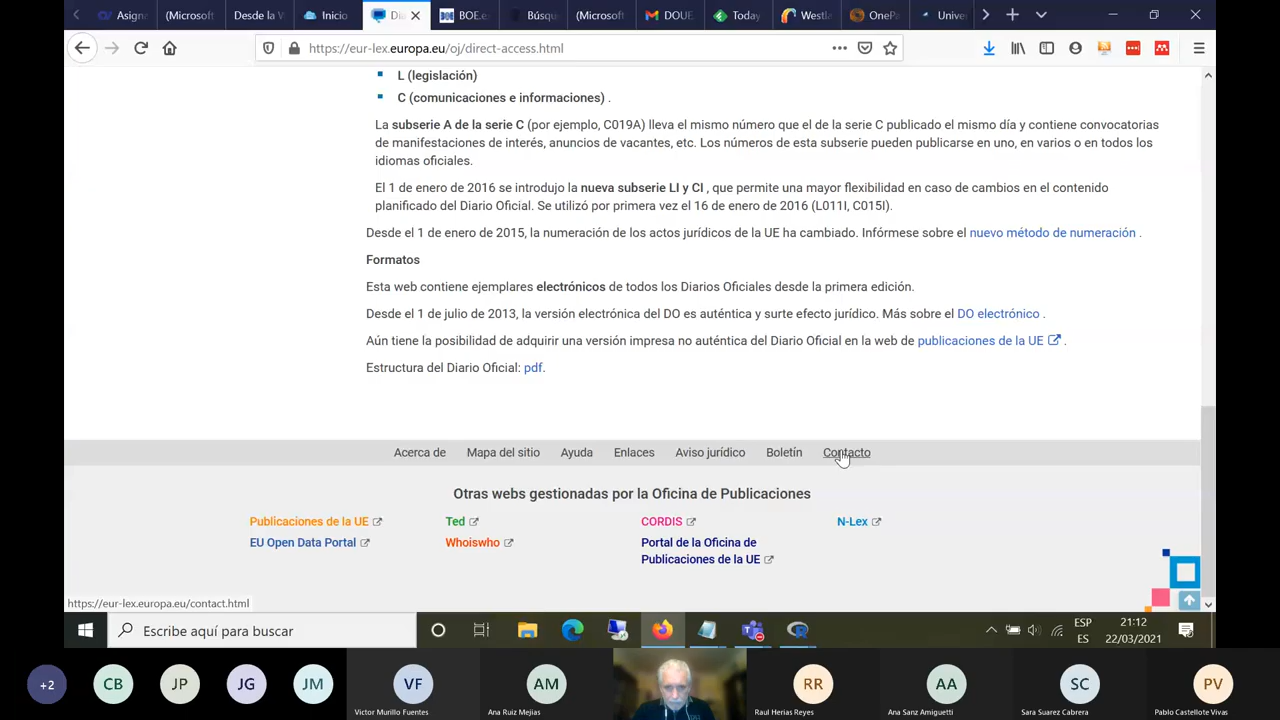 Asigna
(Microsoft
Desde la V
Inicio
Dia
BOE.e
Búsqu
(Microsoft
DOUE
Today
Westla
OnePa
Univer
https://eur-lex.europa.eu/oj/direct-access.html
L (legislación)
C (comunicaciones e informaciones) .
La subserie A de la serie C (por ejemplo, C019A) lleva el mismo número que el de la serie C publicado el mismo día y contiene convocatorias
de manifestaciones de interés, anuncios de vacantes, etc. Los números de esta subserie pueden publicarse en uno, en varios o en todos los
idiomas oficiales.
El 1 de enero de 2016 se introdujo la nueva subserie LI y CI , que permite una mayor flexibilidad en caso de cambios en el contenido
planificado del Diario Oficial. Se utilizó por primera vez el 16 de enero de 2016 (L011I, C015I).
Desde el 1 de enero de 2015, la numeración de los actos jurídicos de la UE ha cambiado. Infórmese sobre el nuevo método de numeración .
Formatos
Esta web contiene ejemplares electrónicos de todos los Diarios Oficiales desde la primera edición.
Desde el 1 de julio de 2013, la versión electrónica del DO es auténtica y surte efecto jurídico. Más sobre el DO electrónico .
Aún tiene la posibilidad de adquirir una versión impresa no auténtica del Diario Oficial en la web de publicaciones de la UE .
Estructura del Diario Oficial: pdf.
Acerca de Mapa del sitio Ayuda Enlaces Aviso jurídico Boletín Contacto
Otras webs gestionadas por la Oficina de Publicaciones
Publicaciones de la UE Ted CORDIS N-Lex
EU Open Data Portal Whoiswho Portal de la Oficina de
Publicaciones de la UE
https://eur-lex.europa.eu/contact.html
Escribe aquí para buscar
ESP
ES
21:12
22/03/2021
+2 CB JP JG JM VF AM RR AA SC PV
Victor Murillo Fuentes Ana Ruiz Mejias Raul Herias Reyes Ana Sanz Amiguetti Sara Suarez Cabrera Pablo Castellote Vivas